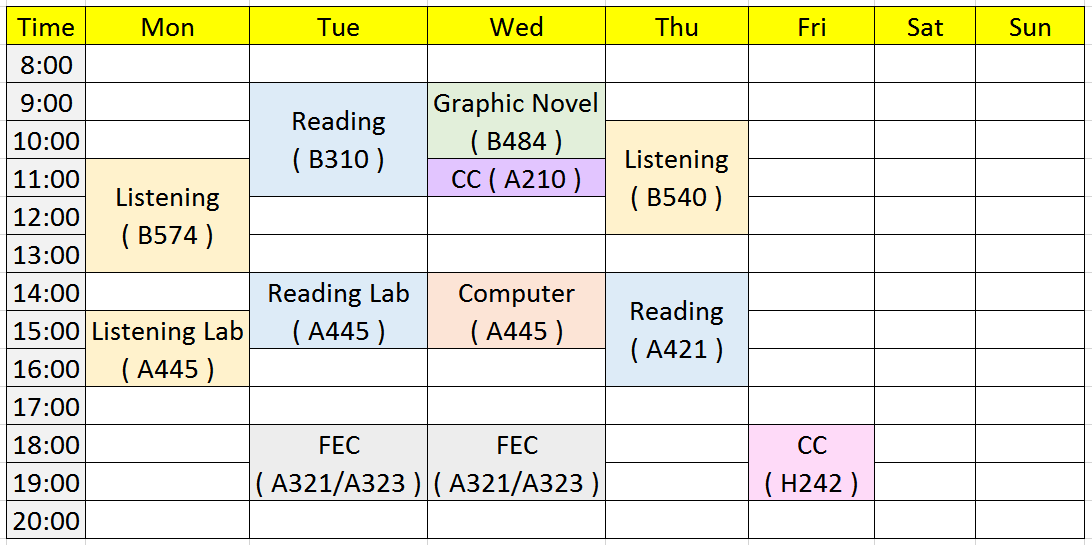 Time Mon Tue Wed Thu Fri Sat Sun
8:00
9:00 Graphic Novel
Reading
10:00 ( B484 )
( B310 ) Listening
11:00 CC ( A210 )
Listening ( B540 )
12:00
( B574 )
13:00
14:00 Reading Lab Computer
Reading
15:00 Listening Lab ( A445 ) ( A445 )
( A421 )
16:00 ( A445 )
17:00
18:00 FEC FEC CC
19:00 ( A321/A323 ) ( A321/A323 ) ( H242 )
20:00